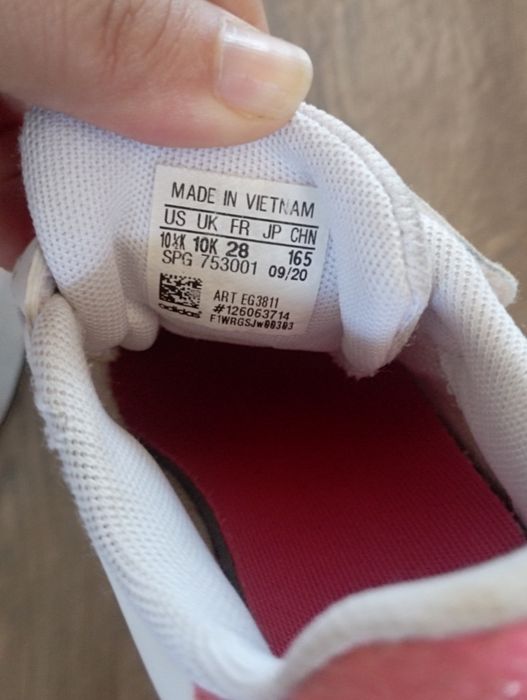 MADE IN VIETNAM
US UK FR JP CHN
10½K 10K 28 165
SPG 753001 09/20
ART EG3811
adidas #126063714
F1WRGSJw00303